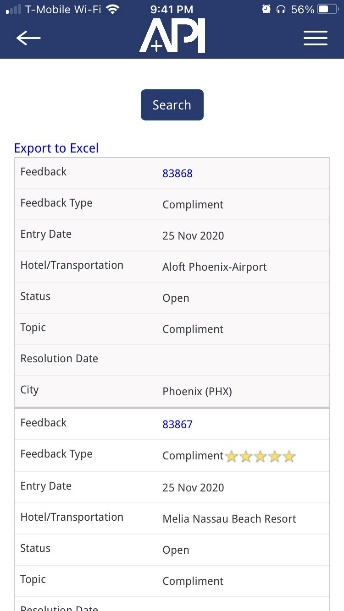 T-Mobile Wi-Fi 9:41 PM 56%
API
Search
Export to Excel
Feedback 83868
Feedback Type Compliment
Entry Date 25 Nov 2020
Hotel/Transportation Aloft Phoenix-Airport
Status Open
Topic Compliment
Resolution Date
City Phoenix (PHX)
Feedback 83867
Feedback Type Compliment
Entry Date 25 Nov 2020
Hotel/Transportation Melia Nassau Beach Resort
Status Open
Topic Compliment
Resolution Date